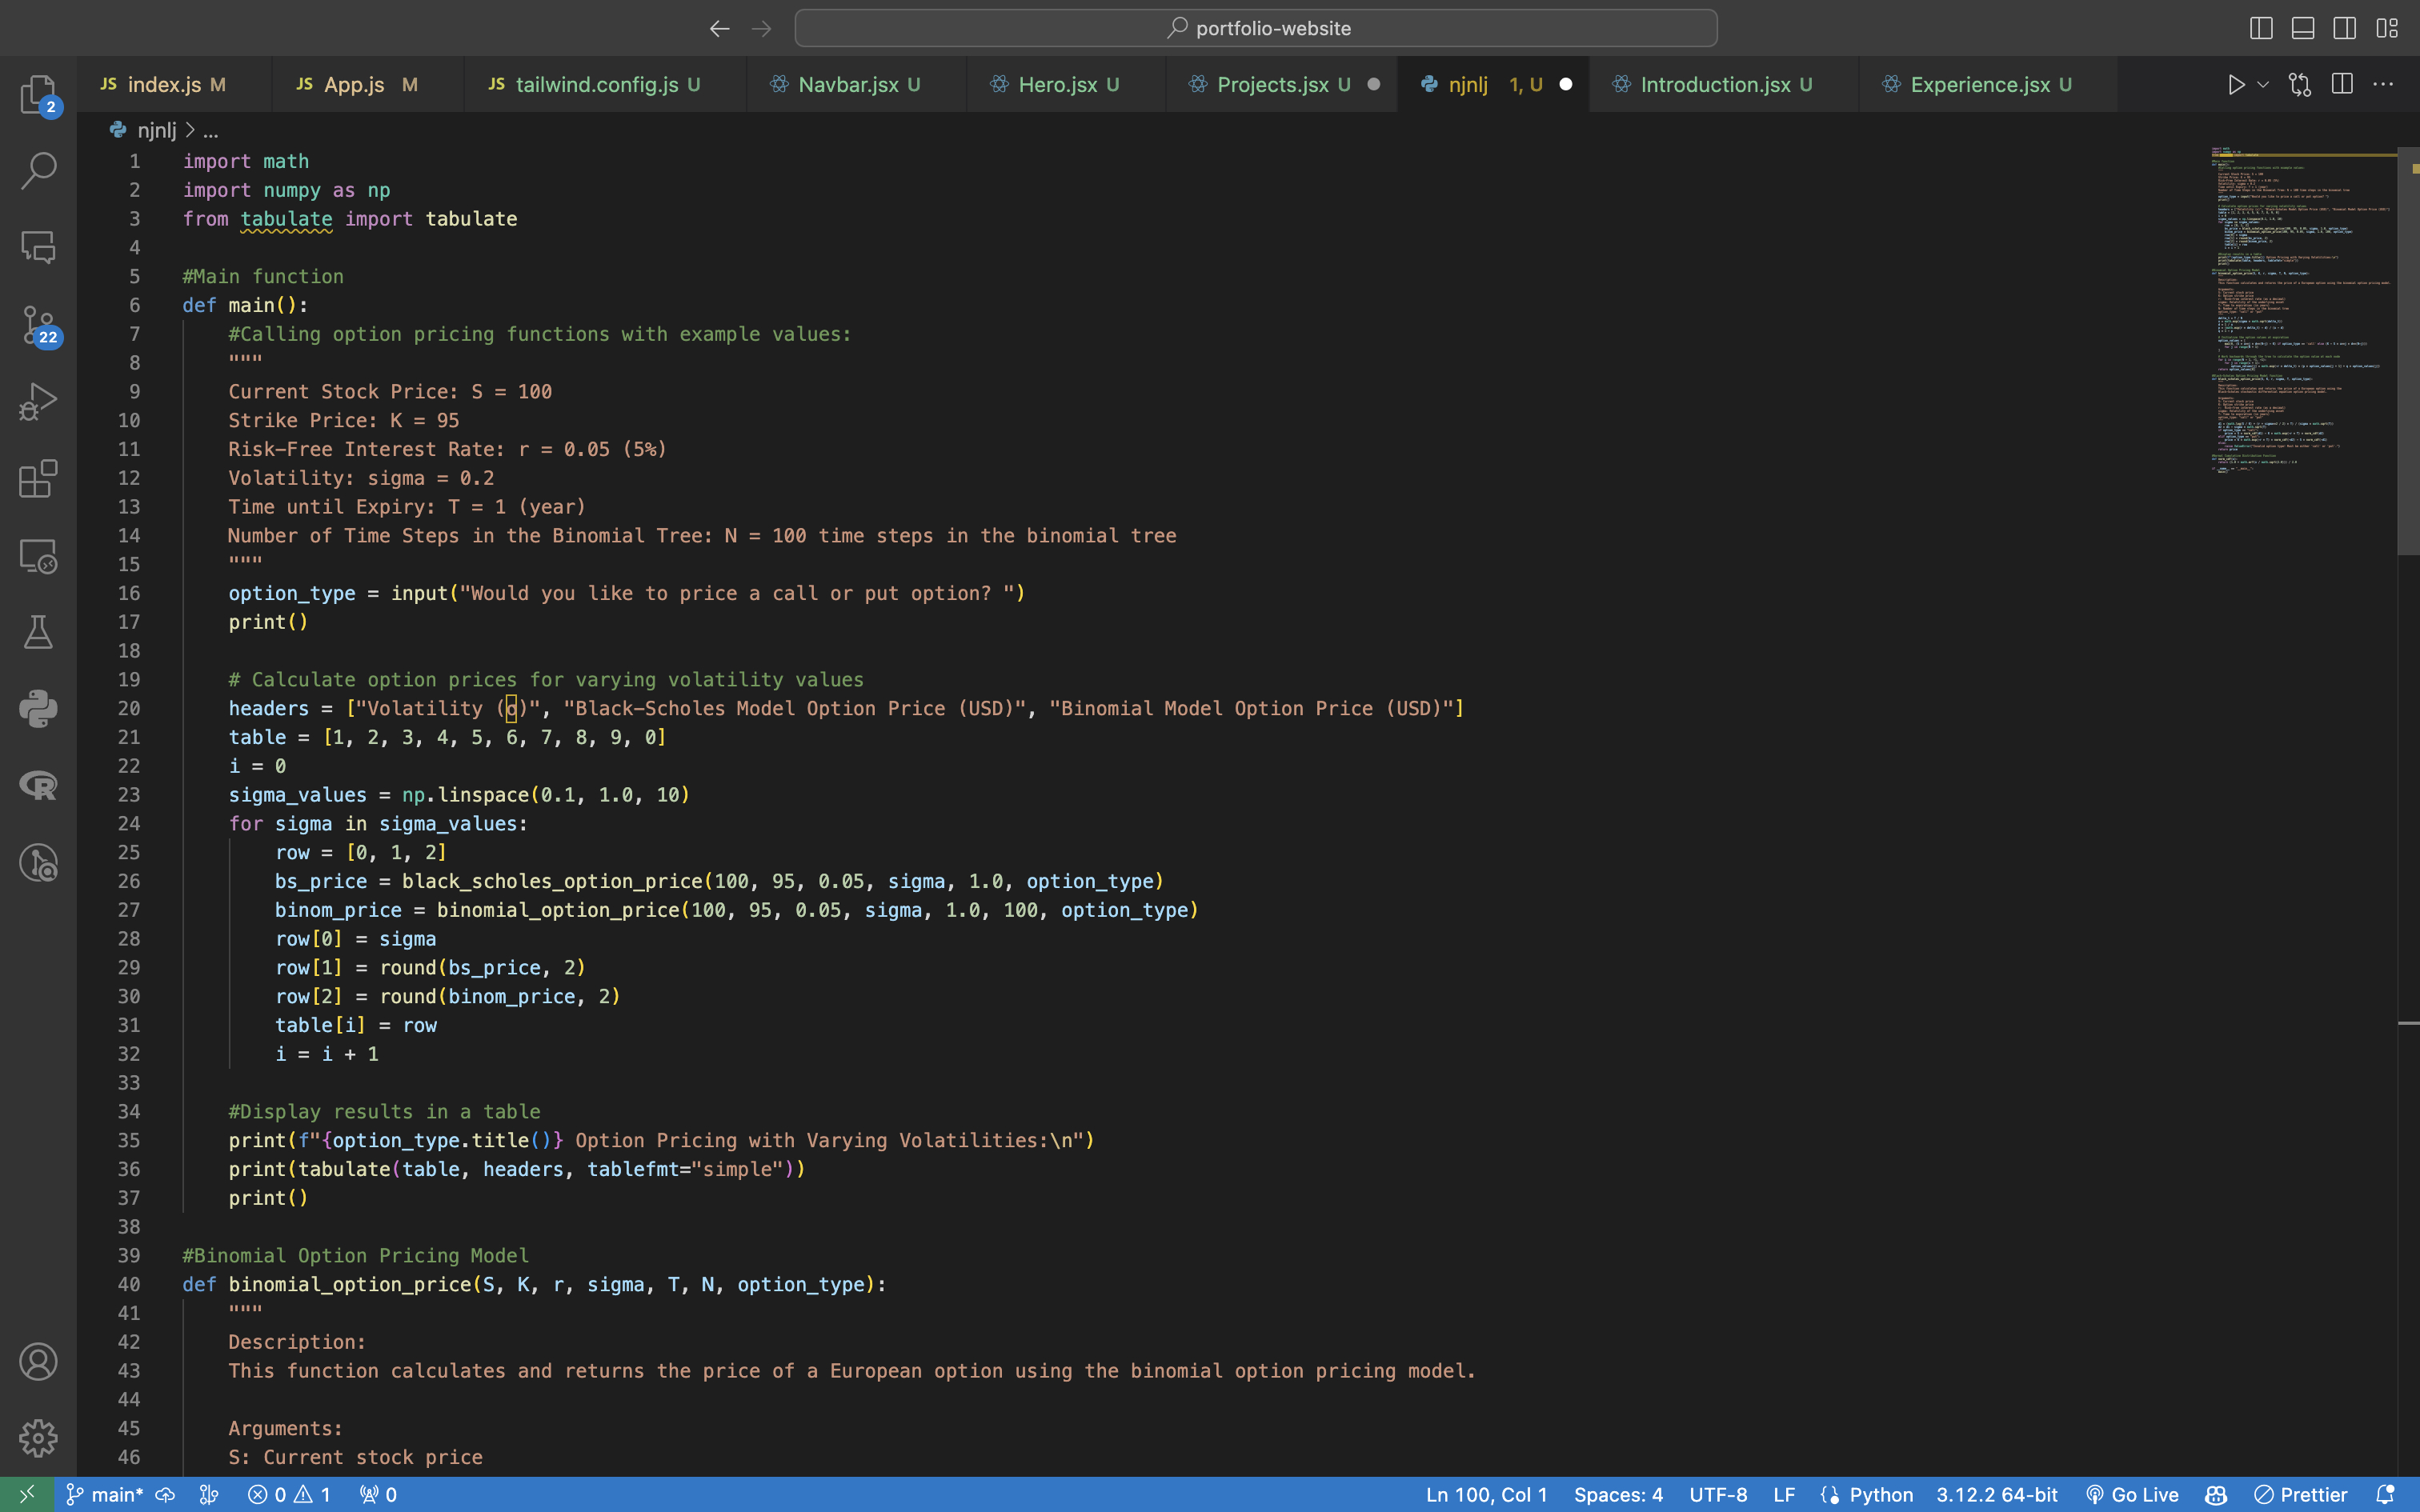 portfolio-website
JS index.js M JS App.js M JS tailwind.config.js U Navbar.jsx U Hero.jsx U Projects.jsx U njnlj 1, U Introduction.jsx U Experience.jsx U
njnlj > ...
1 import math
2 import numpy as np
3 from tabulate import tabulate
4
5 #Main function
6 def main():
7 #Calling option pricing functions with example values:
8 """
9 Current Stock Price: S = 100
10 Strike Price: K = 95
11 Risk-Free Interest Rate: r = 0.05 (5%)
12 Volatility: sigma = 0.2
13 Time until Expiry: T = 1 (year)
14 Number of Time Steps in the Binomial Tree: N = 100 time steps in the binomial tree
15 """
16 option_type = input("Would you like to price a call or put option? ")
17 print()
18
19 # Calculate option prices for varying volatility values
20 headers = ["Volatility (σ)", "Black-Scholes Model Option Price (USD)", "Binomial Model Option Price (USD)"]
21 table = [1, 2, 3, 4, 5, 6, 7, 8, 9, 0]
22 i = 0
23 sigma_values = np.linspace(0.1, 1.0, 10)
24 for sigma in sigma_values:
25 row = [0, 1, 2]
26 bs_price = black_scholes_option_price(100, 95, 0.05, sigma, 1.0, option_type)
27 binom_price = binomial_option_price(100, 95, 0.05, sigma, 1.0, 100, option_type)
28 row[0] = sigma
29 row[1] = round(bs_price, 2)
30 row[2] = round(binom_price, 2)
31 table[i] = row
32 i = i + 1
33
34 #Display results in a table
35 print(f"{option_type.title()} Option Pricing with Varying Volatilities:\n")
36 print(tabulate(table, headers, tablefmt="simple"))
37 print()
38
39 #Binomial Option Pricing Model
40 def binomial_option_price(S, K, r, sigma, T, N, option_type):
41 """
42 Description:
43 This function calculates and returns the price of a European option using the binomial option pricing model.
44
45 Arguments:
46 S: Current stock price
2
22
main* 0 1 0 Ln 100, Col 1 Spaces: 4 UTF-8 LF Python 3.12.2 64-bit Go Live Prettier